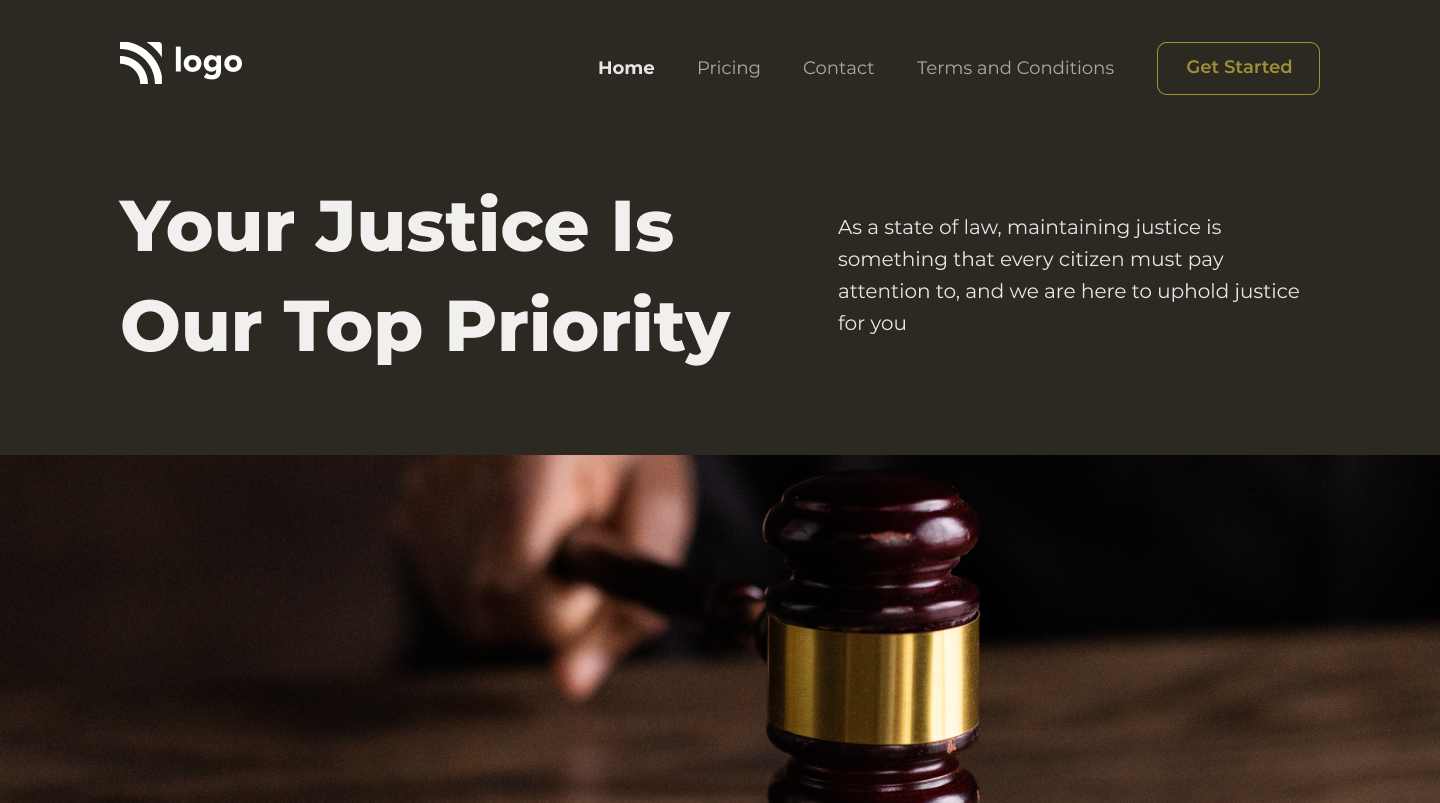 logo
Home Pricing Contact Terms and Conditions Get Started
Your Justice Is
Our Top Priority
As a state of law, maintaining justice is
something that every citizen must pay
attention to, and we are here to uphold justice
for you